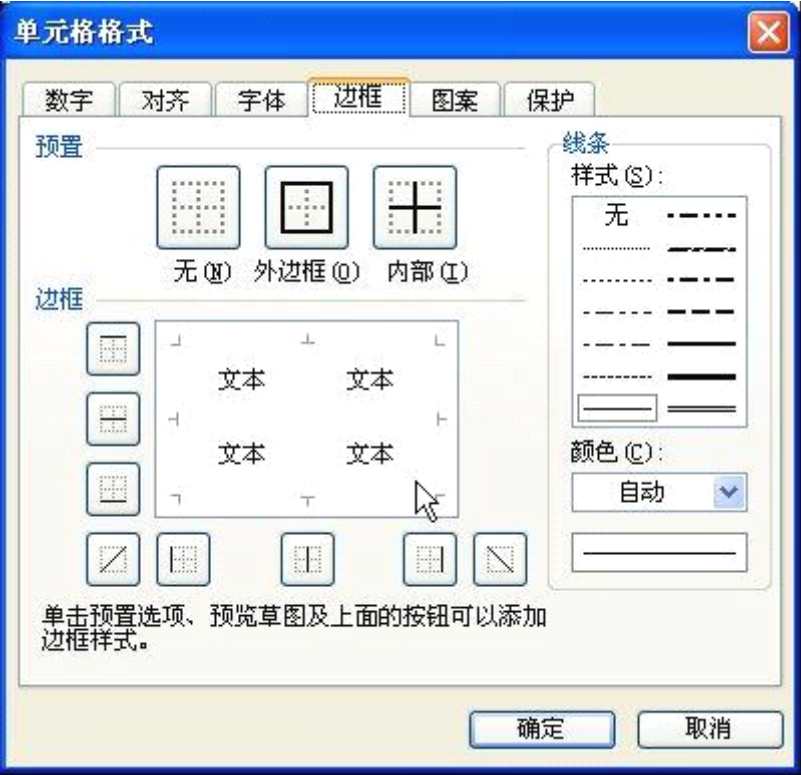 单元格格式
数字 对齐 字体 边框 图案 保护
预置
无(N) 外边框(O) 内部(I)
边框
文本 文本
文本 文本
线条
样式(S):
无
颜色(C):
自动
单击预置选项、预览草图及上面的按钮可以添加
边框样式。
确定 取消